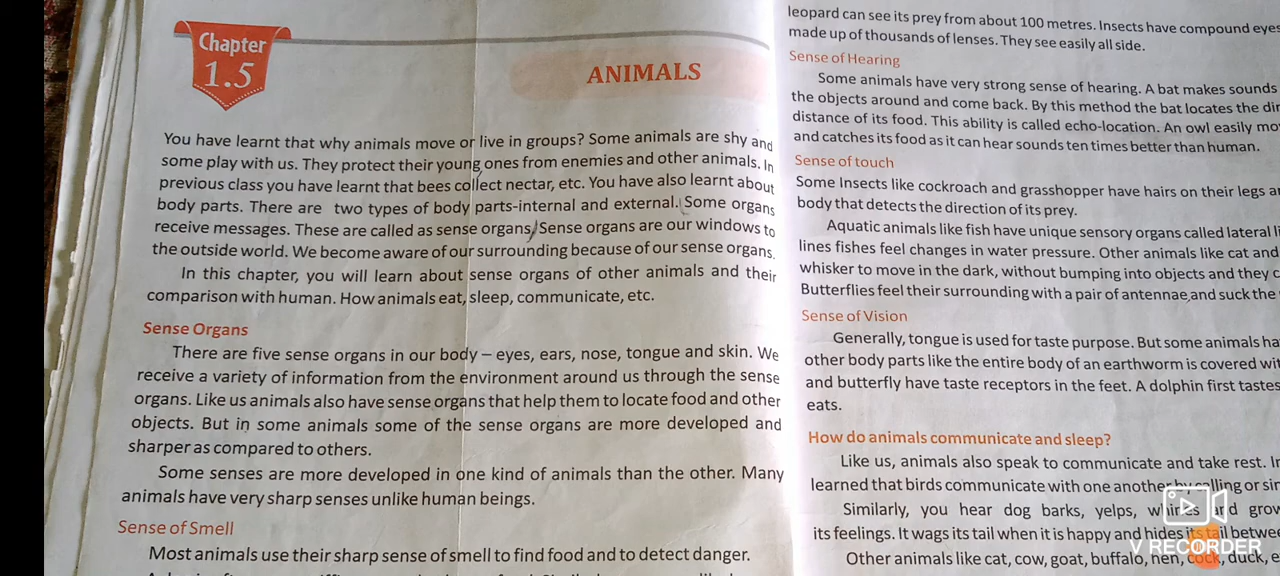 Chapter
1.5
ANIMALS
You have learnt that why animals move or live in groups? Some animals are shy and
some play with us. They protect their young ones from enemies and other animals. In
previous class you have learnt that bees collect nectar, etc. You have also learnt about
body parts. There are two types of body parts-internal and external. Some organs
receive messages. These are called as sense organs. Sense organs are our windows to
the outside world. We become aware of our surrounding because of our sense organs.
In this chapter, you will learn about sense organs of other animals and their
comparison with human. How animals eat, sleep, communicate, etc.
Sense Organs
There are five sense organs in our body – eyes, ears, nose, tongue and skin. We
receive a variety of information from the environment around us through the sense
organs. Like us animals also have sense organs that help them to locate food and other
objects. But in some animals some of the sense organs are more developed and
sharper as compared to others.
Some senses are more developed in one kind of animals than the other. Many
animals have very sharp senses unlike human beings.
Sense of Smell
Most animals use their sharp sense of smell to find food and to detect danger.
leopard can see its prey from about 100 metres. Insects have compound eyes
made up of thousands of lenses. They see easily all side.
Sense of Hearing
Some animals have very strong sense of hearing. A bat makes sounds
the objects around and come back. By this method the bat locates the
distance of its food. This ability is called echo-location. An owl easily
and catches its food as it can hear sounds ten times better than human.
Sense of touch
Some Insects like cockroach and grasshopper have hairs on their legs
body that detects the direction of its prey.
Aquatic animals like fish have unique sensory organs called lateral
lines fishes feel changes in water pressure. Other animals like cat and
whisker to move in the dark, without bumping into objects and they
Butterflies feel their surrounding with a pair of antennae, and suck the
Sense of Vision
Generally, tongue is used for taste purpose. But some animals
other body parts like the entire body of an earthworm is covered
and butterfly have taste receptors in the feet. A dolphin first tastes
eats.
How do animals communicate and sleep?
Like us, animals also speak to communicate and take rest.
learned that birds communicate with one another by calling or
Similarly, you hear dog barks, yelps, whines and
its feelings. It wags its tail when it is happy and hides its tail
Other animals like cat, cow, goat, buffalo, hen, cock, duck,
V RECORDER